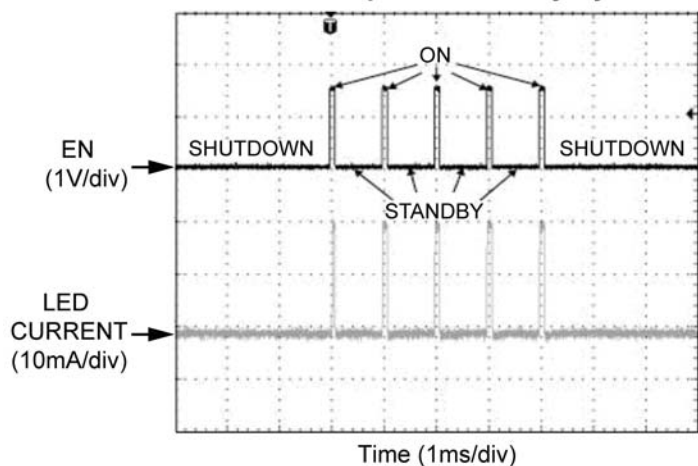 ON
SHUTDOWN
SHUTDOWN
EN
(1V/div)
STANDBY
LED
CURRENT
(10mA/div)
Time (1ms/div)